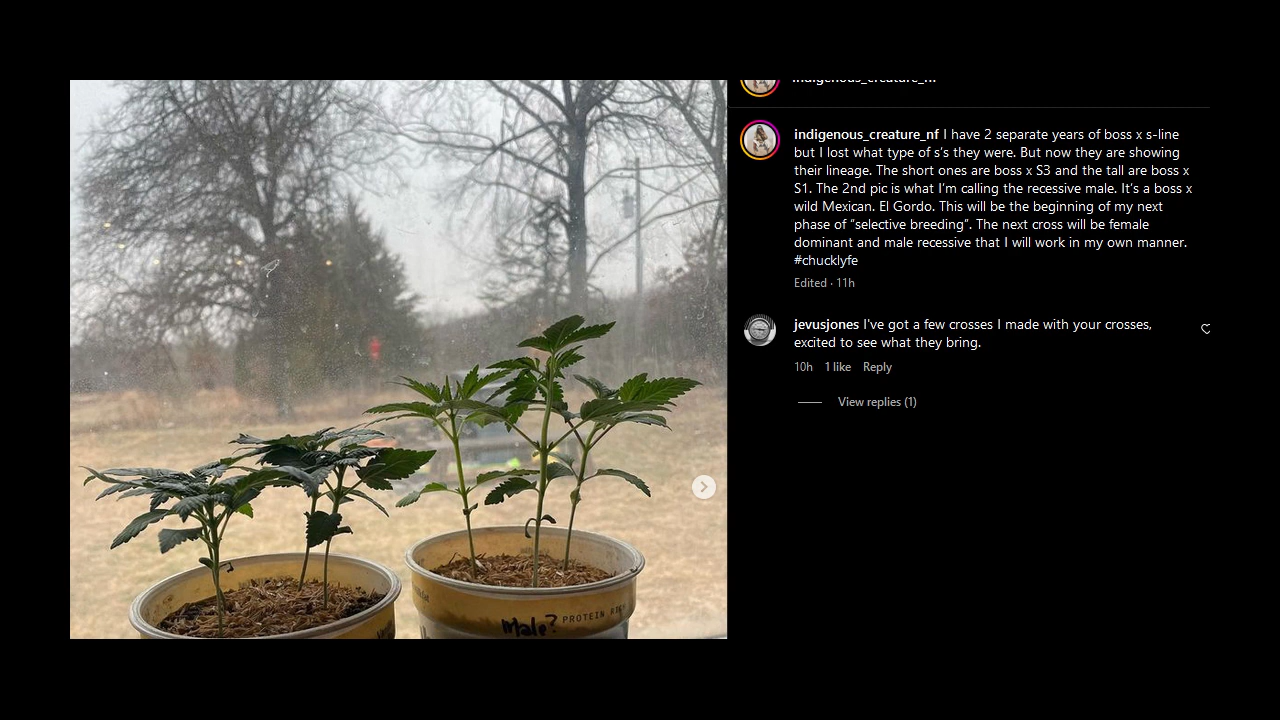 indigenous_creature_nf
indigenous_creature_nf I have 2 separate years of boss x s-line
but I lost what type of s's they were. But now they are showing
their lineage. The short ones are boss x S3 and the tall are boss x
S1. The 2nd pic is what I'm calling the recessive male. It's a boss x
wild Mexican. El Gordo. This will be the beginning of my next
phase of “selective breeding”. The next cross will be female
dominant and male recessive that I will work in my own manner.
#chucklyfe
Edited · 11h
jevusjones I've got a few crosses I made with your crosses,
excited to see what they bring.
10h 1 like Reply
View replies (1)
Male? PROTEIN